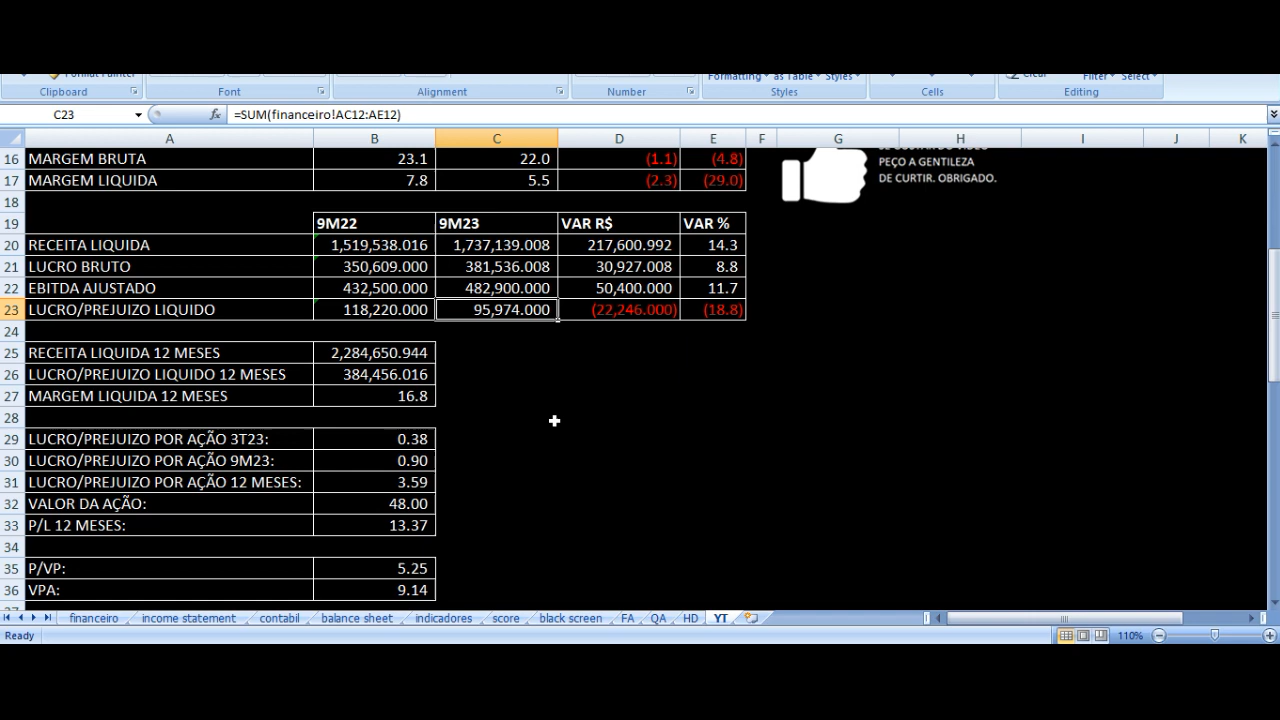 Format Painter
Formatting as Table Styles
Clear
Filter Select
Clipboard Font Alignment Number Styles Cells Editing
C23 fx =SUM(financeiro!AC12:AE12)
A B C D E F G H I J K
16 MARGEM BRUTA 23.1 22.0 (1.1) (4.8)
17 MARGEM LIQUIDA 7.8 5.5 (2.3) (29.0)
PEÇO A GENTILEZA
DE CURTIR. OBRIGADO.
18
19 9M22 9M23 VAR R$ VAR %
20 RECEITA LIQUIDA 1,519,538.016 1,737,139.008 217,600.992 14.3
21 LUCRO BRUTO 350,609.000 381,536.008 30,927.008 8.8
22 EBITDA AJUSTADO 432,500.000 482,900.000 50,400.000 11.7
23 LUCRO/PREJUIZO LIQUIDO 118,220.000 95,974.000 (22,246.000) (18.8)
24
25 RECEITA LIQUIDA 12 MESES 2,284,650.944
26 LUCRO/PREJUIZO LIQUIDO 12 MESES 384,456.016
27 MARGEM LIQUIDA 12 MESES 16.8
28
29 LUCRO/PREJUIZO POR AÇÃO 3T23: 0.38
30 LUCRO/PREJUIZO POR AÇÃO 9M23: 0.90
31 LUCRO/PREJUIZO POR AÇÃO 12 MESES: 3.59
32 VALOR DA AÇÃO: 48.00
33 P/L 12 MESES: 13.37
34
35 P/VP: 5.25
36 VPA: 9.14
financeiro income statement contabil balance sheet indicadores score black screen FA QA HD YT
Ready 110%